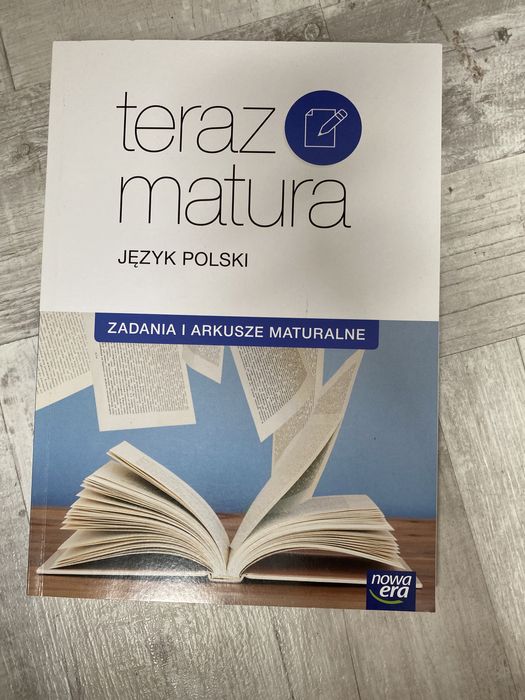 teraz
matura
JĘZYK POLSKI
ZADANIA I ARKUSZE MATURALNE
nowa
era